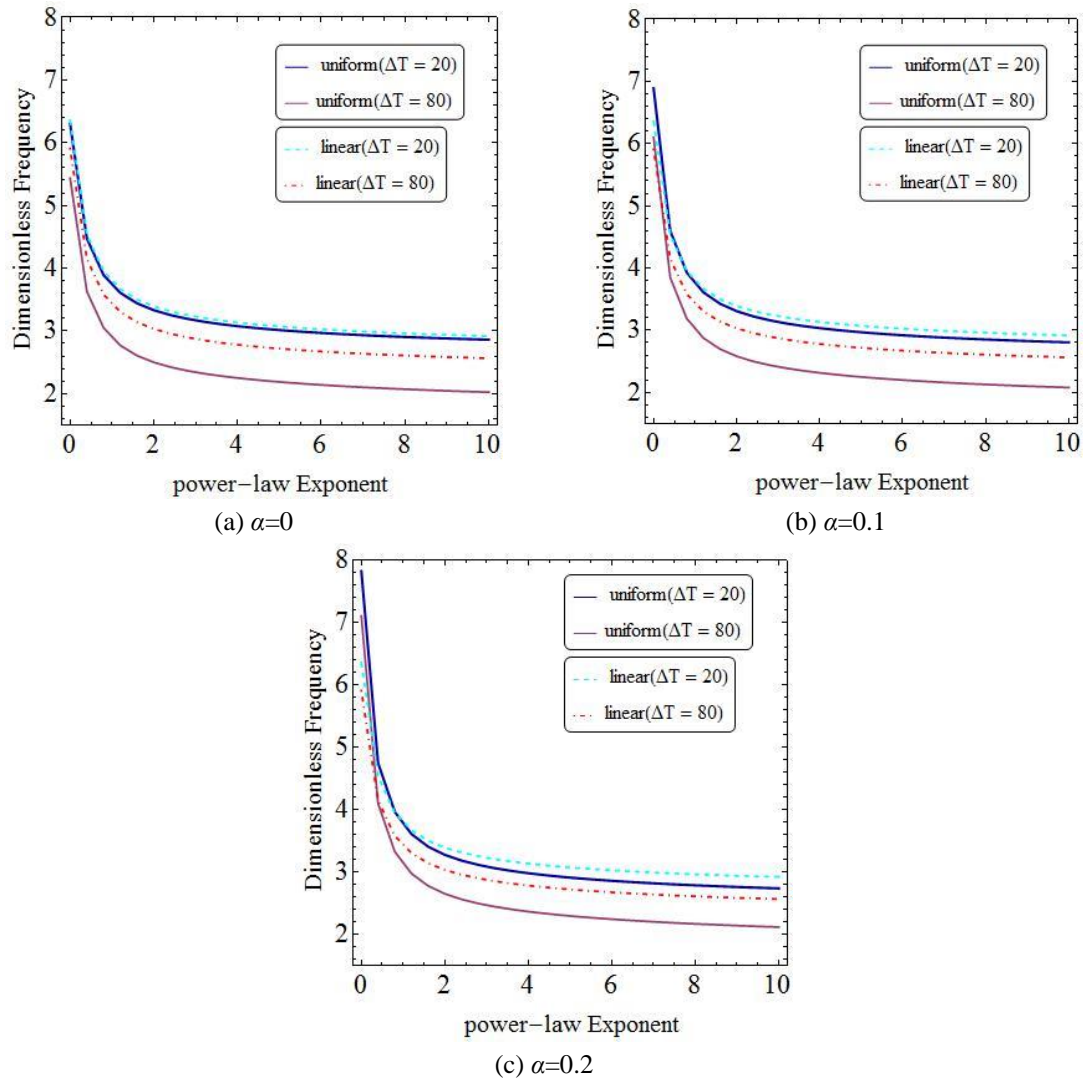 8
7
6
5
4
3
2
Dimensionless Frequency
uniform(ΔT = 20)
uniform(ΔT = 80)
linear(ΔT = 20)
linear(ΔT = 80)
0 2 4 6 8 10
power−law Exponent
(a) α=0
8
7
6
5
4
3
2
Dimensionless Frequency
uniform(ΔT = 20)
uniform(ΔT = 80)
linear(ΔT = 20)
linear(ΔT = 80)
0 2 4 6 8 10
power−law Exponent
(b) α=0.1
8
7
6
5
4
3
2
Dimensionless Frequency
uniform(ΔT = 20)
uniform(ΔT = 80)
linear(ΔT = 20)
linear(ΔT = 80)
0 2 4 6 8 10
power−law Exponent
(c) α=0.2